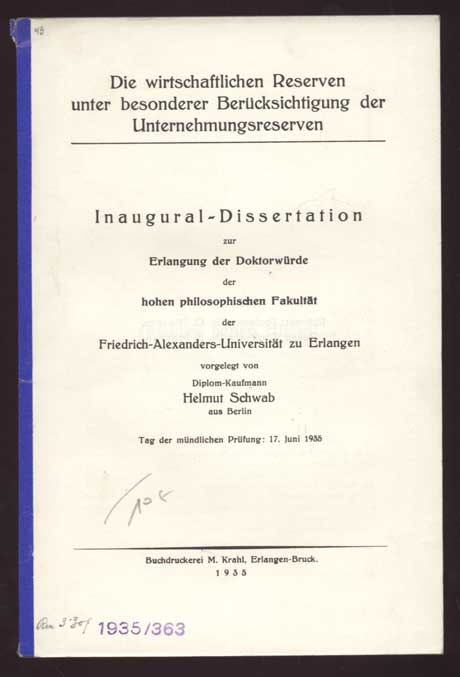 Die wirtschaftlichen Reserven
unter besonderer Berücksichtigung der
Unternehmungsreserven
Inaugural-Dissertation
zur
Erlangung der Doktorwürde
der
hohen philosophischen Fakultät
der
Friedrich-Alexanders-Universität zu Erlangen
vorgelegt von
Diplom-Kaufmann
Helmut Schwab
aus Berlin
Tag der mündlichen Prüfung: 17. Juni 1935
Buchdruckerei M. Krahl, Erlangen-Bruck.
1935
1935/363